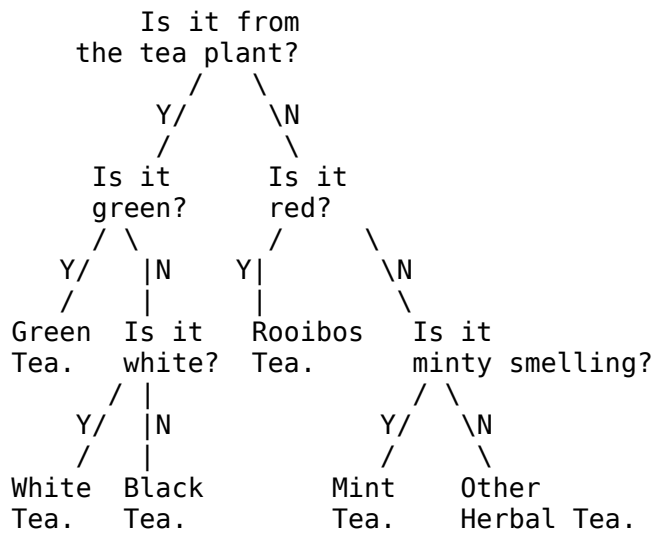 Is it from
the tea plant?
/ \
Y/ \N
/ \
Is it Is it
green? red?
/ \ / \
Y/ |N Y| \N
/ | | \
Green Is it Rooibos Is it
Tea. white? Tea. minty smelling?
/ | / \
Y/ |N Y/ \N
/ | / \
White Black Mint Other
Tea. Tea. Tea. Herbal Tea.